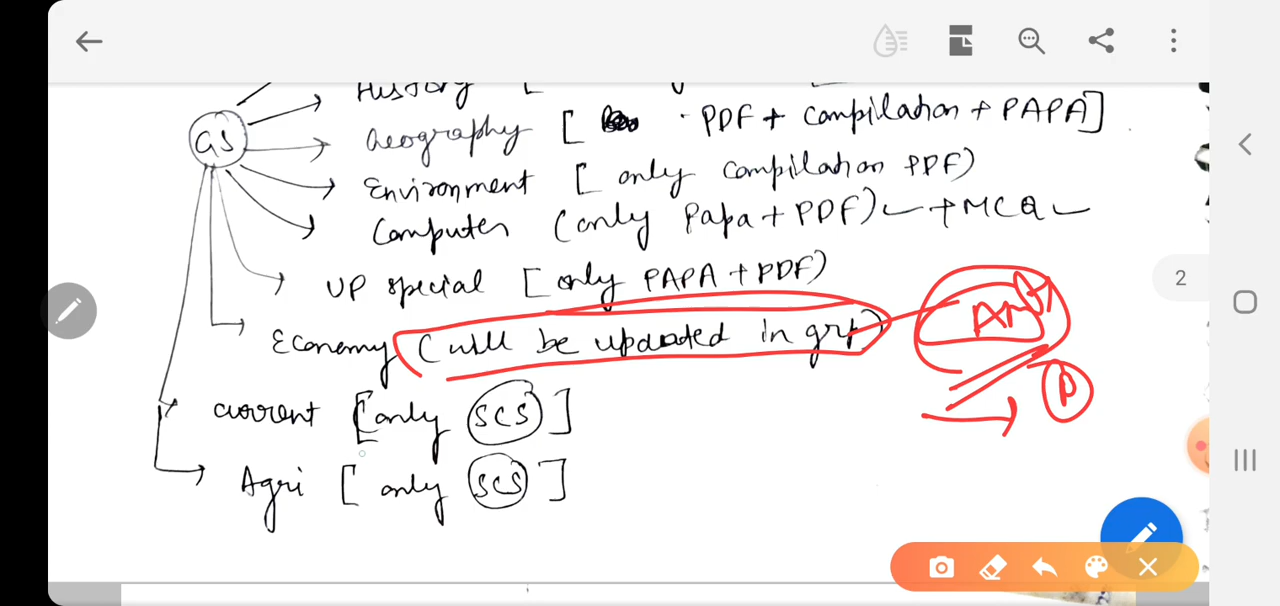 History [
GS
Geography [ PDF + Compilation + PAPA]
Environment [ only Compilation PDF)
Computer (only Papa + PDF) + MCQ
UP special [ only PAPA + PDF)
2
Economy ( will be updated in grp)
current [only SCS ]
Agri [ only SCS ]